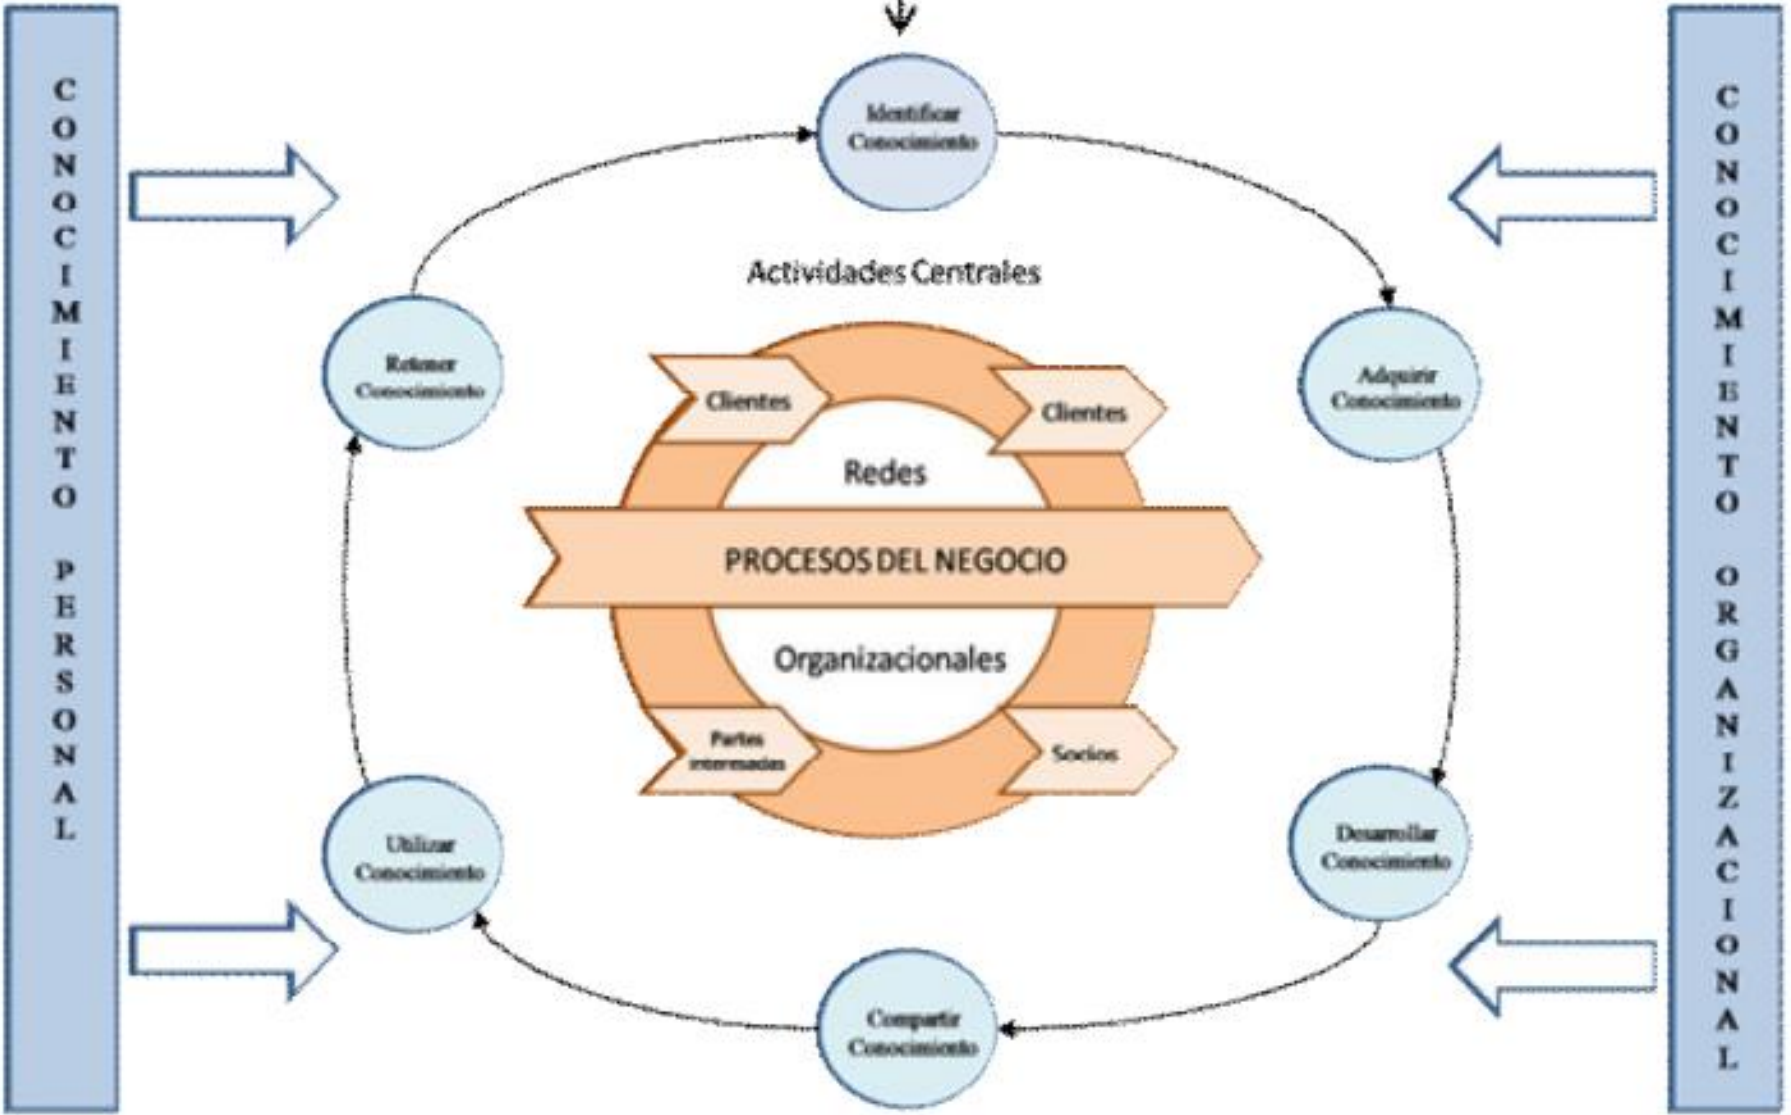 CONOCIMIENTO PERSONAL
Identificar
Conocimiento
Actividades Centrales
Retener
Conocimiento
Adquirir
Conocimiento
Clientes
Clientes
Redes
PROCESOS DEL NEGOCIO
Organizacionales
Partes
interesadas
Socios
Utilizar
Conocimiento
Desarrollar
Conocimiento
Compartir
Conocimiento
CONOCIMIENTO ORGANIZACIONAL